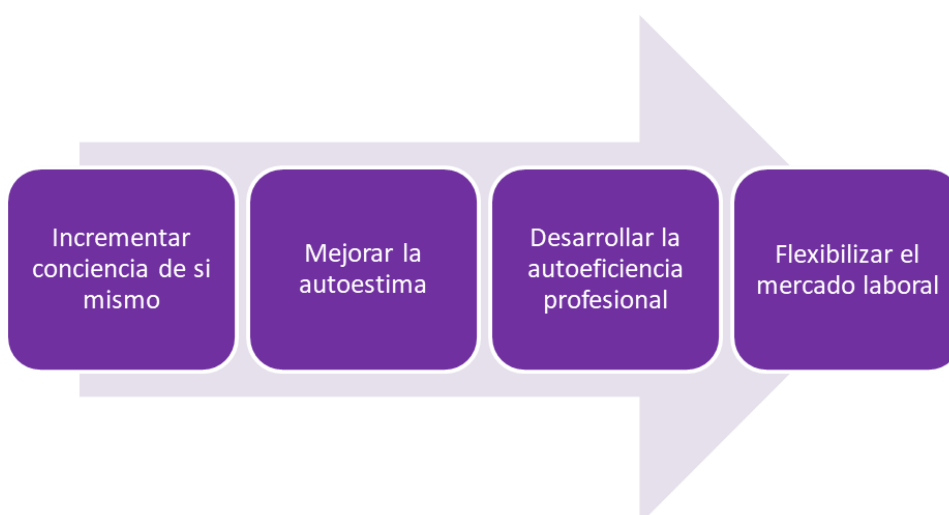 Incrementar
conciencia de si
mismo
Mejorar la
autoestima
Desarrollar la
autoeficiencia
profesional
Flexibilizar el
mercado laboral